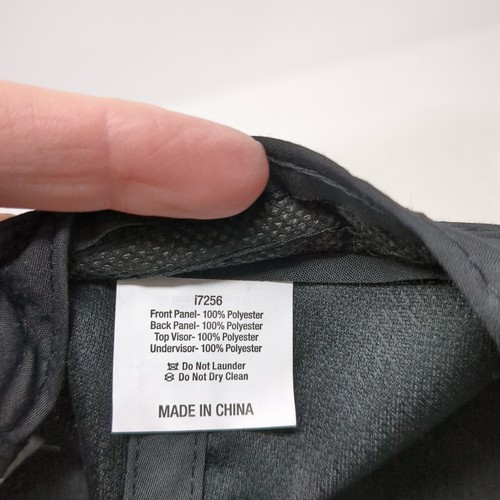 i7256
Front Panel- 100% Polyester
Back Panel- 100% Polyester
Top Visor- 100% Polyester
Undervisor- 100% Polyester
Do Not Launder
Do Not Dry Clean
MADE IN CHINA